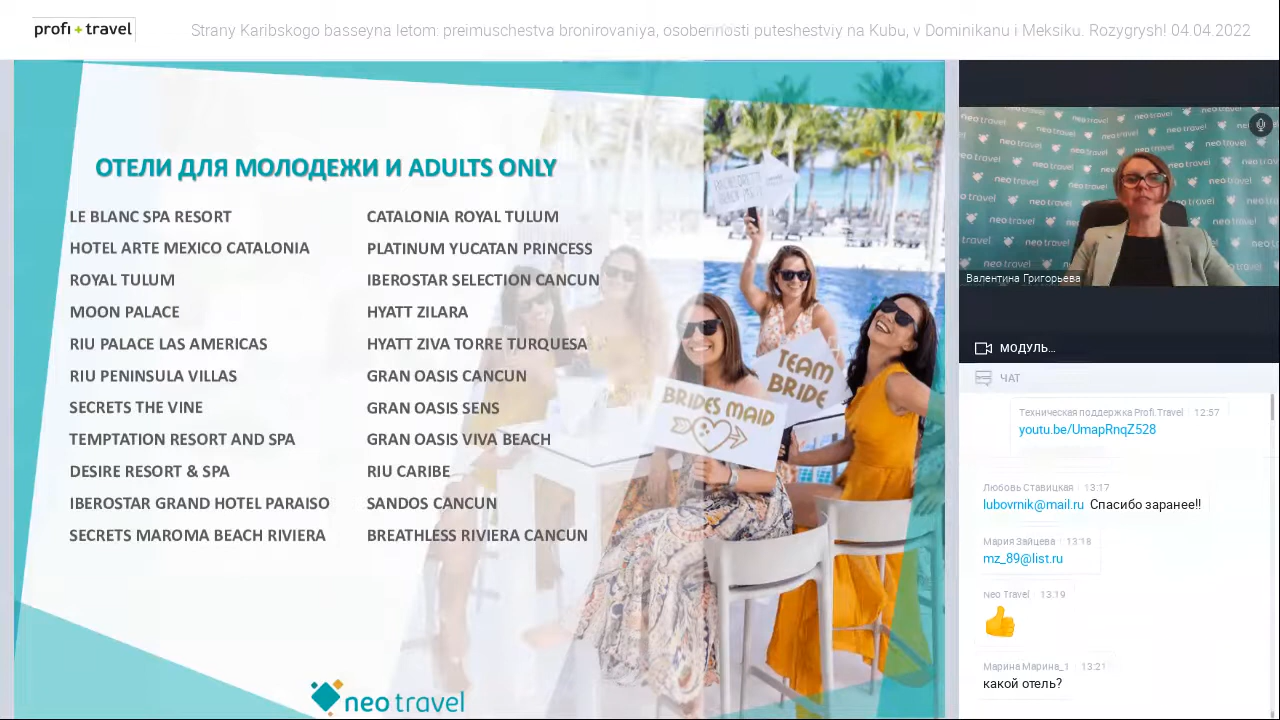 profi + travel
Strany Karibskogo basseyna letom: preimuschestva bronirovaniya, osobennosti puteshestviy na Kubu, v Dominikanu i Meksiku. Rozygrysh! 04.04.2022
ОТЕЛИ ДЛЯ МОЛОДЕЖИ И ADULTS ONLY
LE BLANC SPA RESORT
HOTEL ARTE MEXICO CATALONIA
ROYAL TULUM
MOON PALACE
RIU PALACE LAS AMERICAS
RIU PENINSULA VILLAS
SECRETS THE VINE
TEMPTATION RESORT AND SPA
DESIRE RESORT & SPA
IBEROSTAR GRAND HOTEL PARAISO
SECRETS MAROMA BEACH RIVIERA
CATALONIA ROYAL TULUM
PLATINUM YUCATAN PRINCESS
IBEROSTAR SELECTION CANCUN
HYATT ZILARA
HYATT ZIVA TORRE TURQUESA
GRAN OASIS CANCUN
GRAN OASIS SENS
GRAN OASIS VIVA BEACH
RIU CARIBE
SANDOS CANCUN
BREATHLESS RIVIERA CANCUN
TEAM
BRIDE
BRIDES MAID
neo travel
Валентина Григорьева
МОДУЛЬ...
ЧАТ
Техническая поддержка Profi.Travel 12:57
youtu.be/UmapRnqZ528
Любовь Ставицкая 13:17
lubovrnik@mail.ru Спасибо заранее!!
Мария Зайцева 13:18
mz_89@list.ru
Neo Travel 13:19
Марина Марина_1 13:21
какой отель?